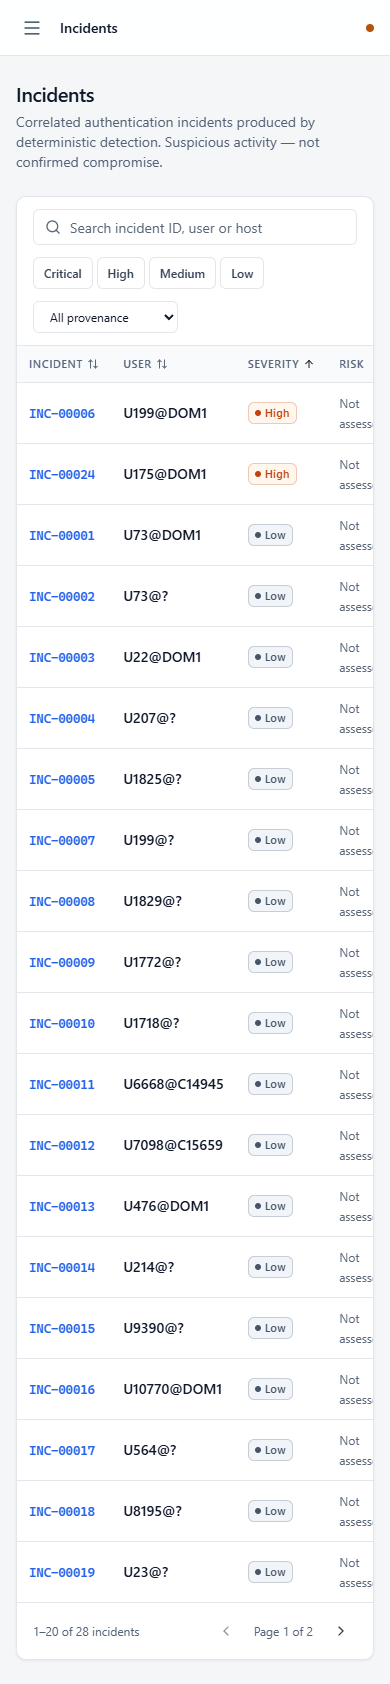 Incidents
Incidents
Correlated authentication incidents produced by
deterministic detection. Suspicious activity — not
confirmed compromise.
Search incident ID, user or host
Critical High Medium Low
All provenance
INCIDENT USER SEVERITY RISK
INC-00006 U199@DOM1 High Not
INC-00024 U175@DOM1 High Not
INC-00001 U73@DOM1 Low Not
INC-00002 U73@? Low Not
INC-00003 U22@DOM1 Low Not
INC-00004 U207@? Low Not
INC-00005 U1825@? Low Not
INC-00007 U199@? Low Not
INC-00008 U1829@? Low Not
INC-00009 U1772@? Low Not
INC-00010 U1718@? Low Not
INC-00011 U6668@C14945 Low Not
INC-00012 U7098@C15659 Low Not
INC-00013 U476@DOM1 Low Not
INC-00014 U214@? Low Not
INC-00015 U9390@? Low Not
INC-00016 U10770@DOM1 Low Not
INC-00017 U564@? Low Not
INC-00018 U8195@? Low Not
INC-00019 U23@? Low Not
1–20 of 28 incidents Page 1 of 2